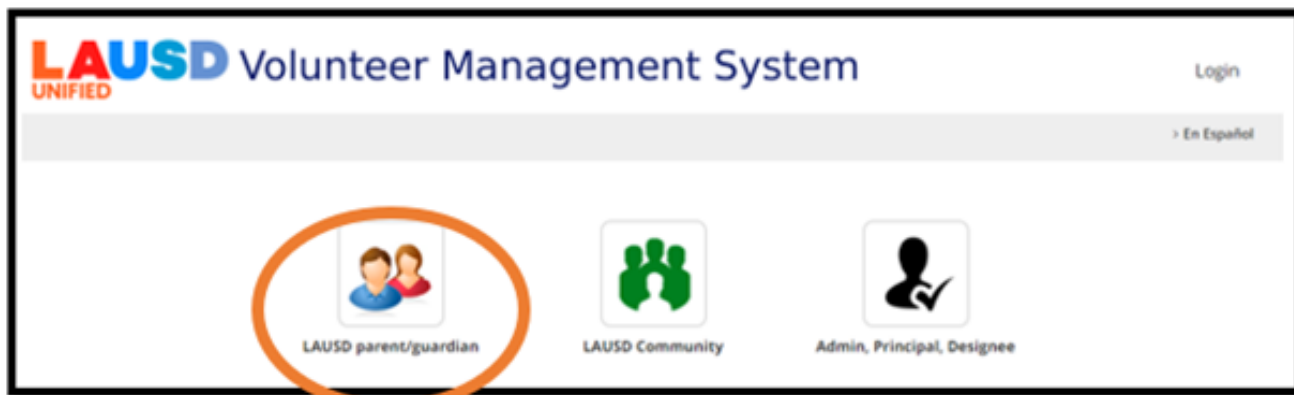 LAUSD Volunteer Management System
UNIFIED
Login
> En Español
LAUSD parent/guardian
LAUSD Community
Admin, Principal, Designee